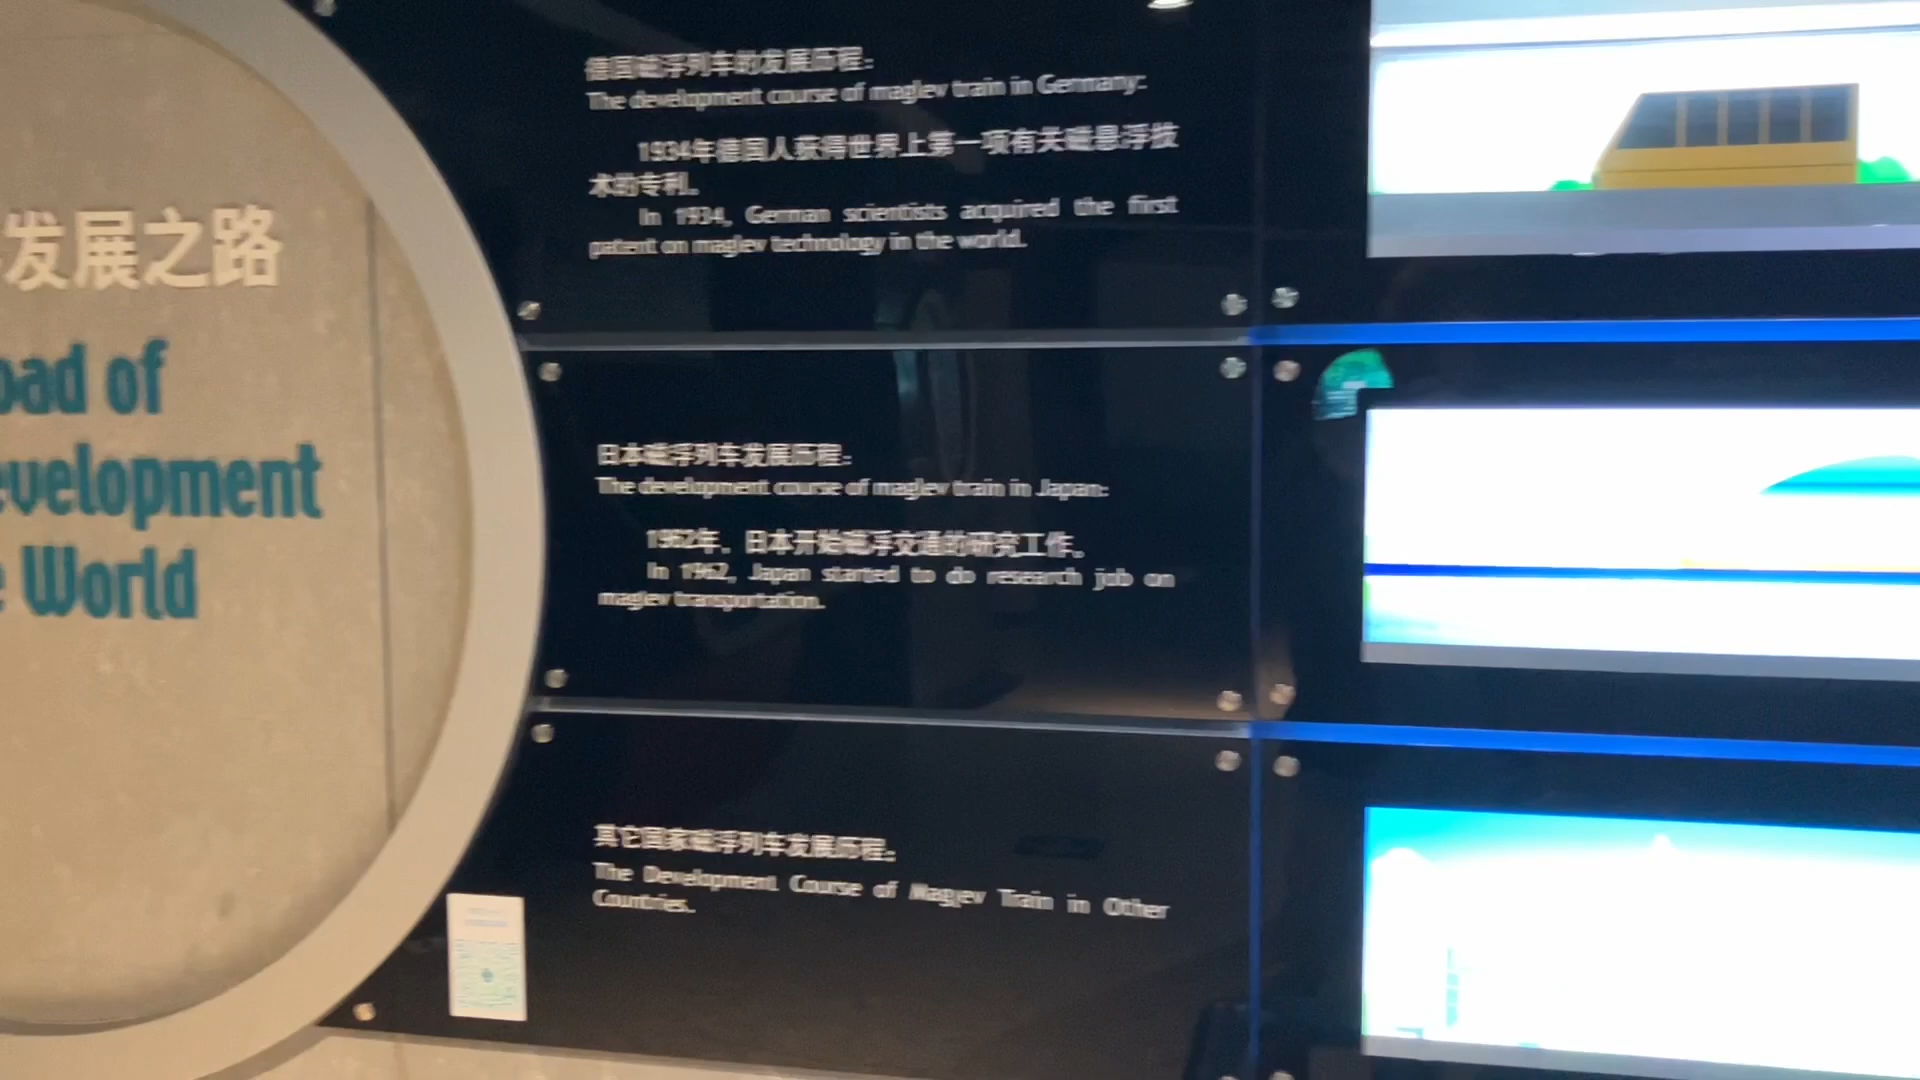 发展之路
oad of
evelopment
e World
德国磁浮列车的发展历程：
The development course of maglev train in Germany:
1934年德国人获得世界上第一项有关磁悬浮技
术的专利。
In 1934, German scientists acquired the first
patent on maglev technology in the world.
日本磁浮列车发展历程：
The development course of maglev train in Japan:
1962年，日本开始磁浮交通的研究工作。
In 1962, Japan started to do research job on
maglev transportation.
其它国家磁浮列车发展历程：
The Development Course of Maglev Train in Other
Countries.